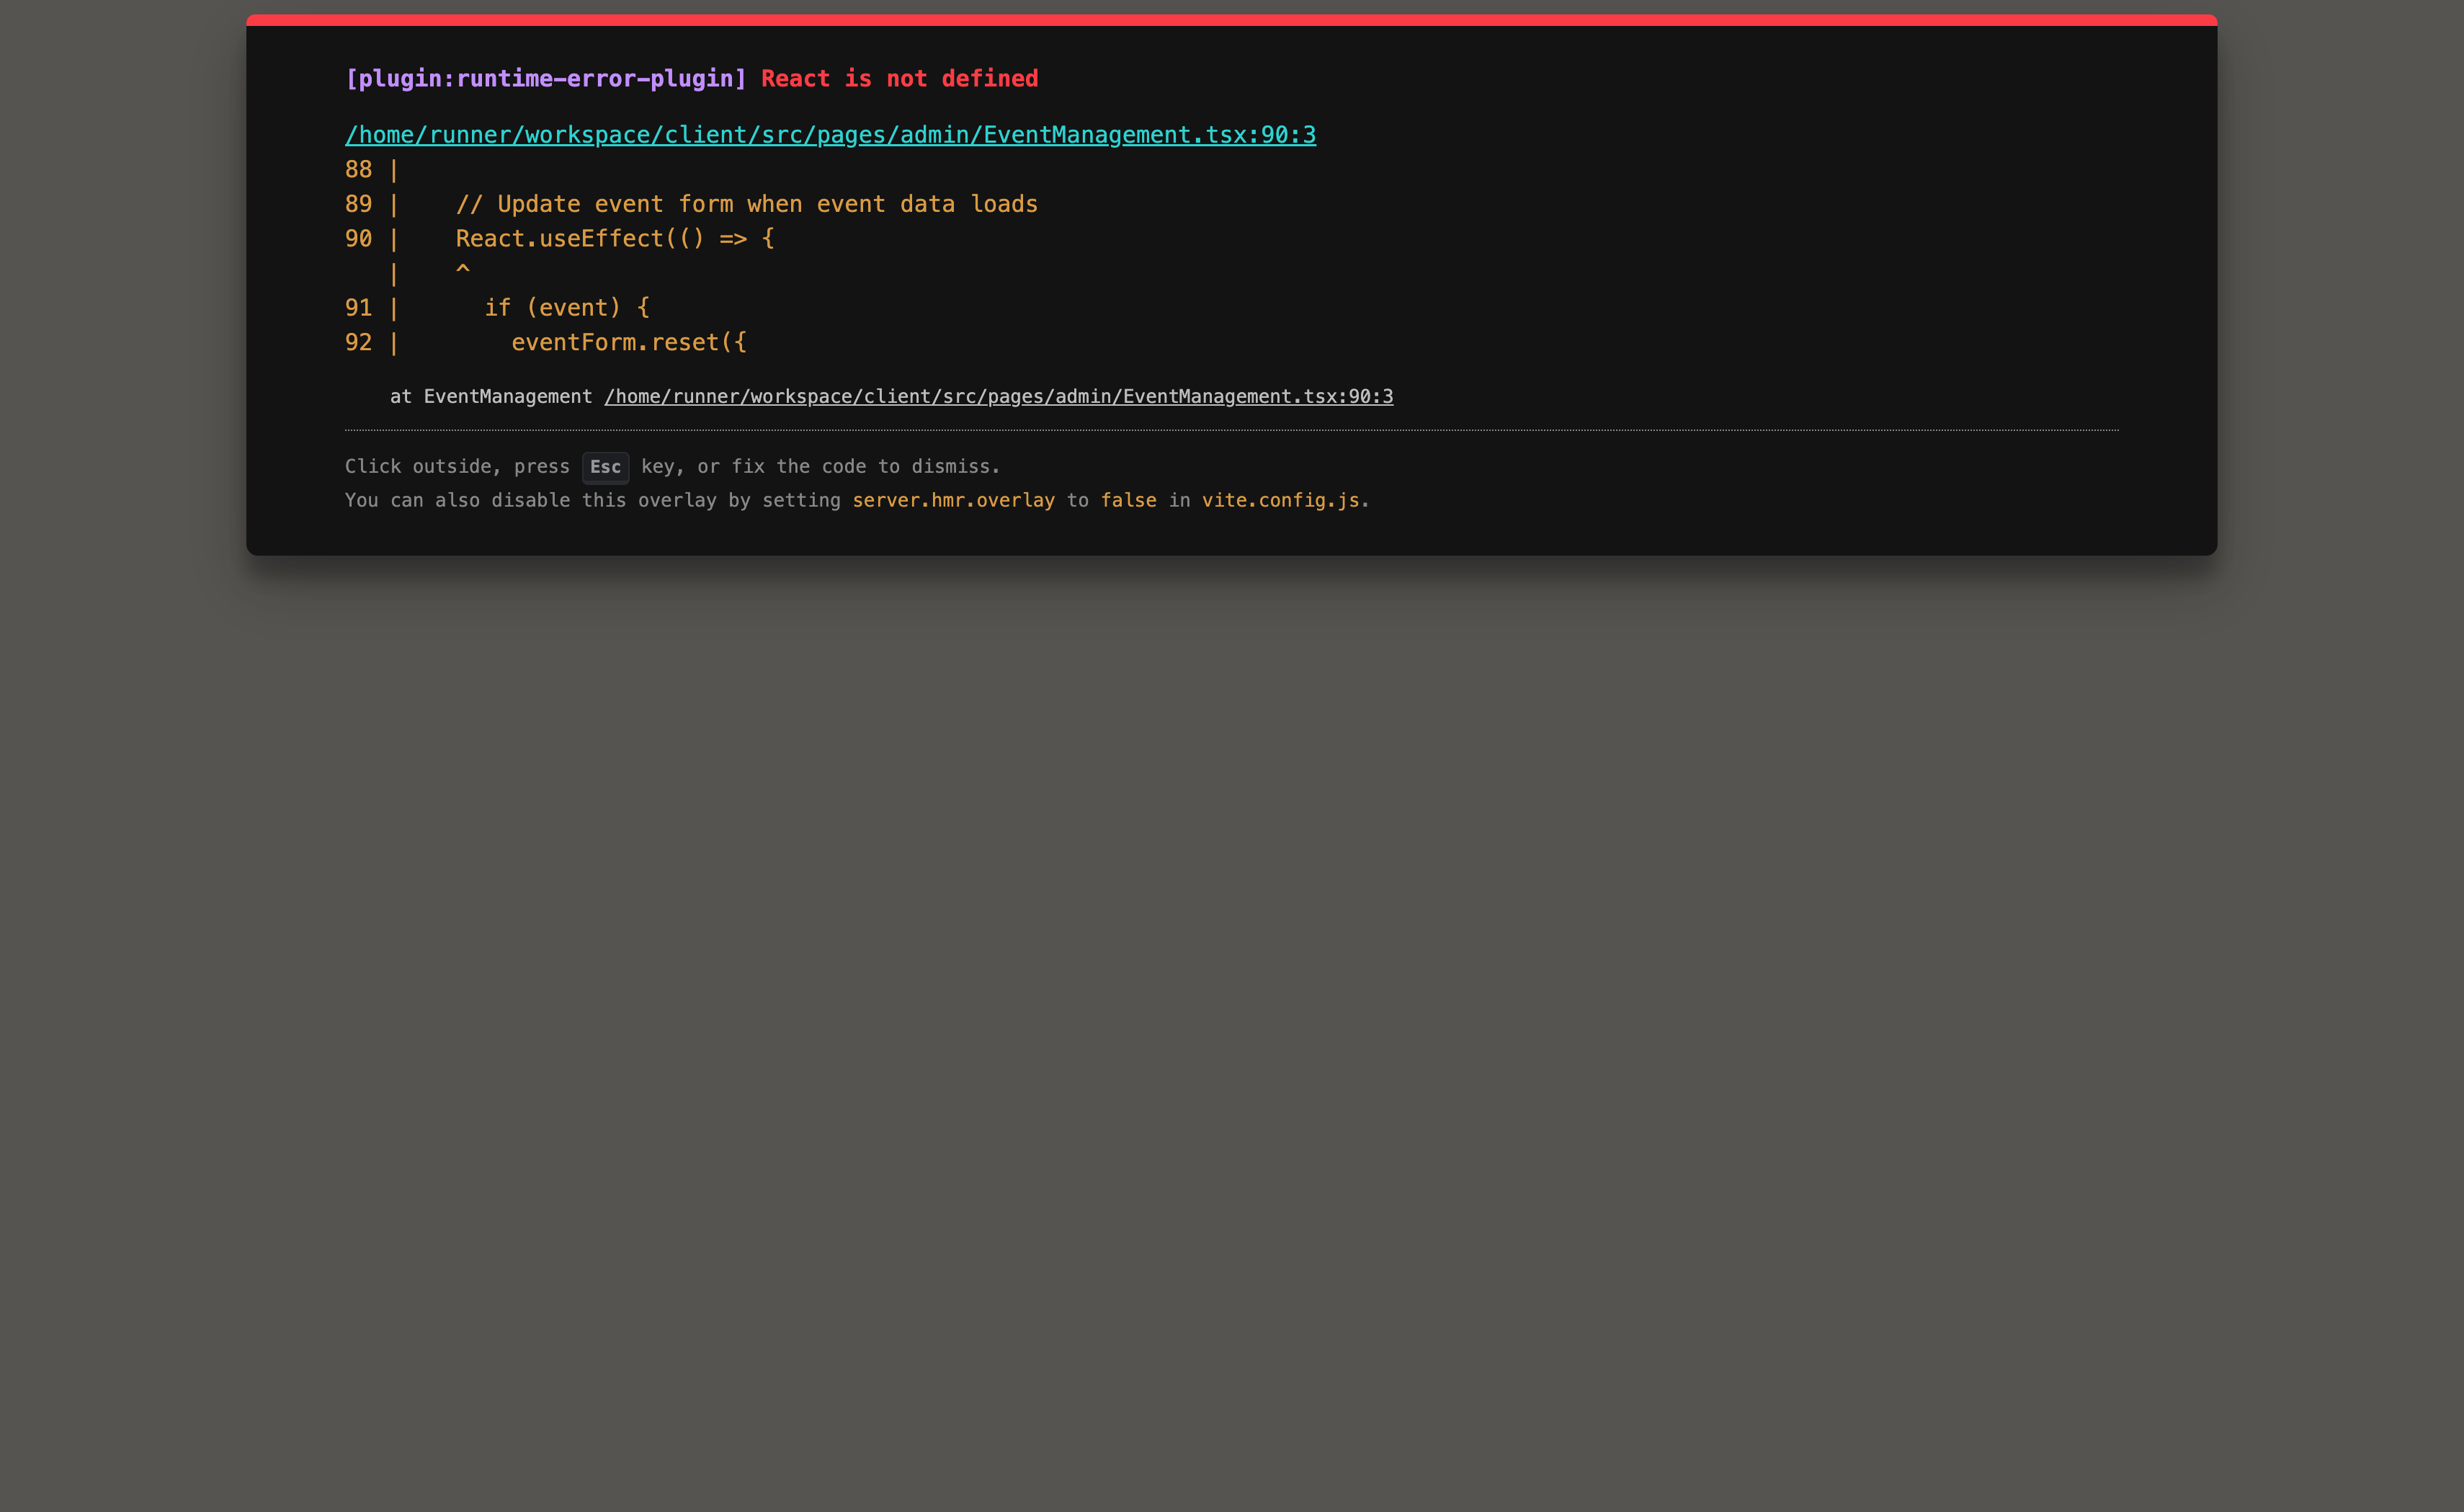 [plugin:runtime-error-plugin] React is not defined
/home/runner/workspace/client/src/pages/admin/EventManagement.tsx:90:3
88 |
89 |    // Update event form when event data loads
90 |    React.useEffect(() => {
   |    ^
91 |      if (event) {
92 |        eventForm.reset({
    at EventManagement /home/runner/workspace/client/src/pages/admin/EventManagement.tsx:90:3
Click outside, press Esc key, or fix the code to dismiss.
You can also disable this overlay by setting server.hmr.overlay to false in vite.config.js.